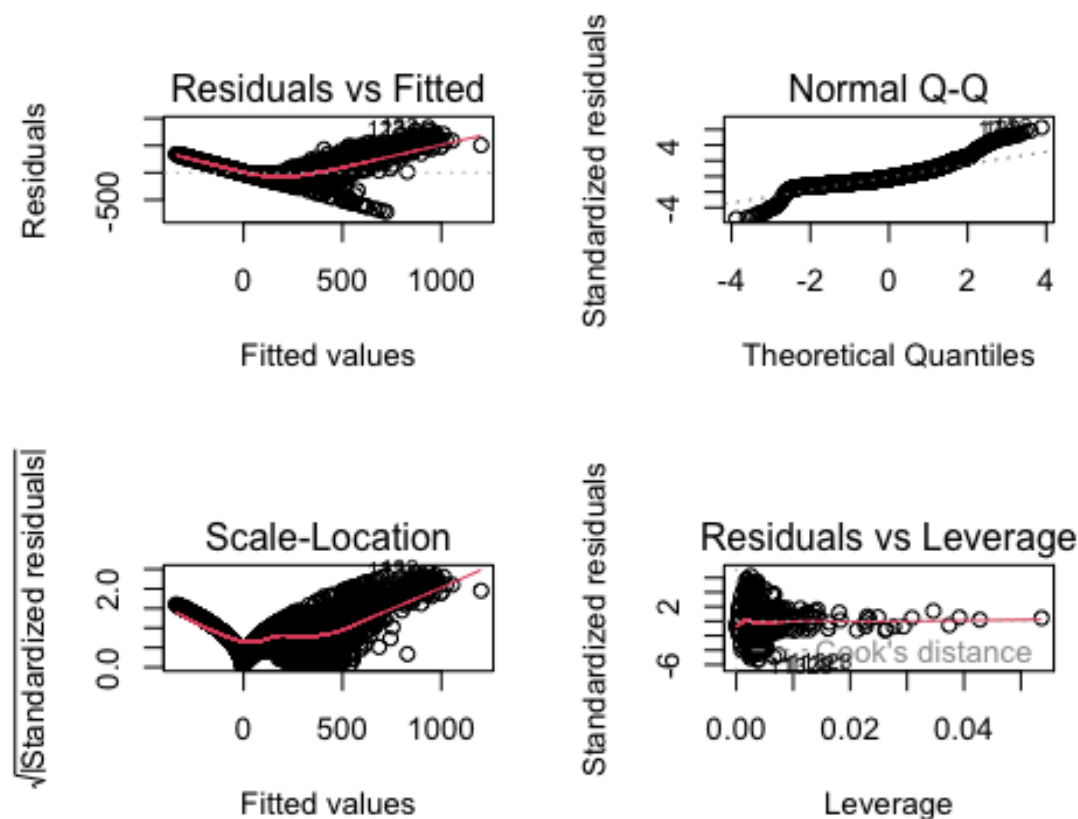 Residuals vs Fitted
Residuals
-500
0 500 1000
Fitted values
Normal Q-Q
Standardized residuals
4
-4
-4 -2 0 2 4
Theoretical Quantiles
Scale-Location
√|Standardized residuals|
2.0
0.0
0 500 1000
Fitted values
Residuals vs Leverage
Standardized residuals
2
-6
Cook's distance
0.00 0.02 0.04
Leverage